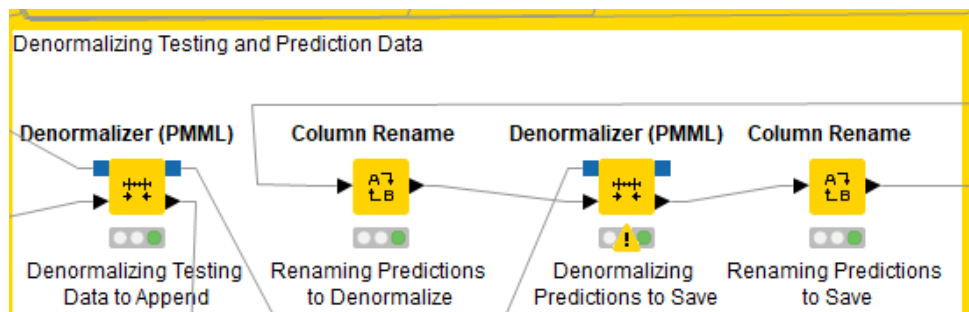 Denormalizing Testing and Prediction Data
Denormalizer (PMML) Column Rename Denormalizer (PMML) Column Rename
A
B
A
B
!
Denormalizing Testing Renaming Predictions Denormalizing Renaming Predictions
Data to Append to Denormalize Predictions to Save to Save